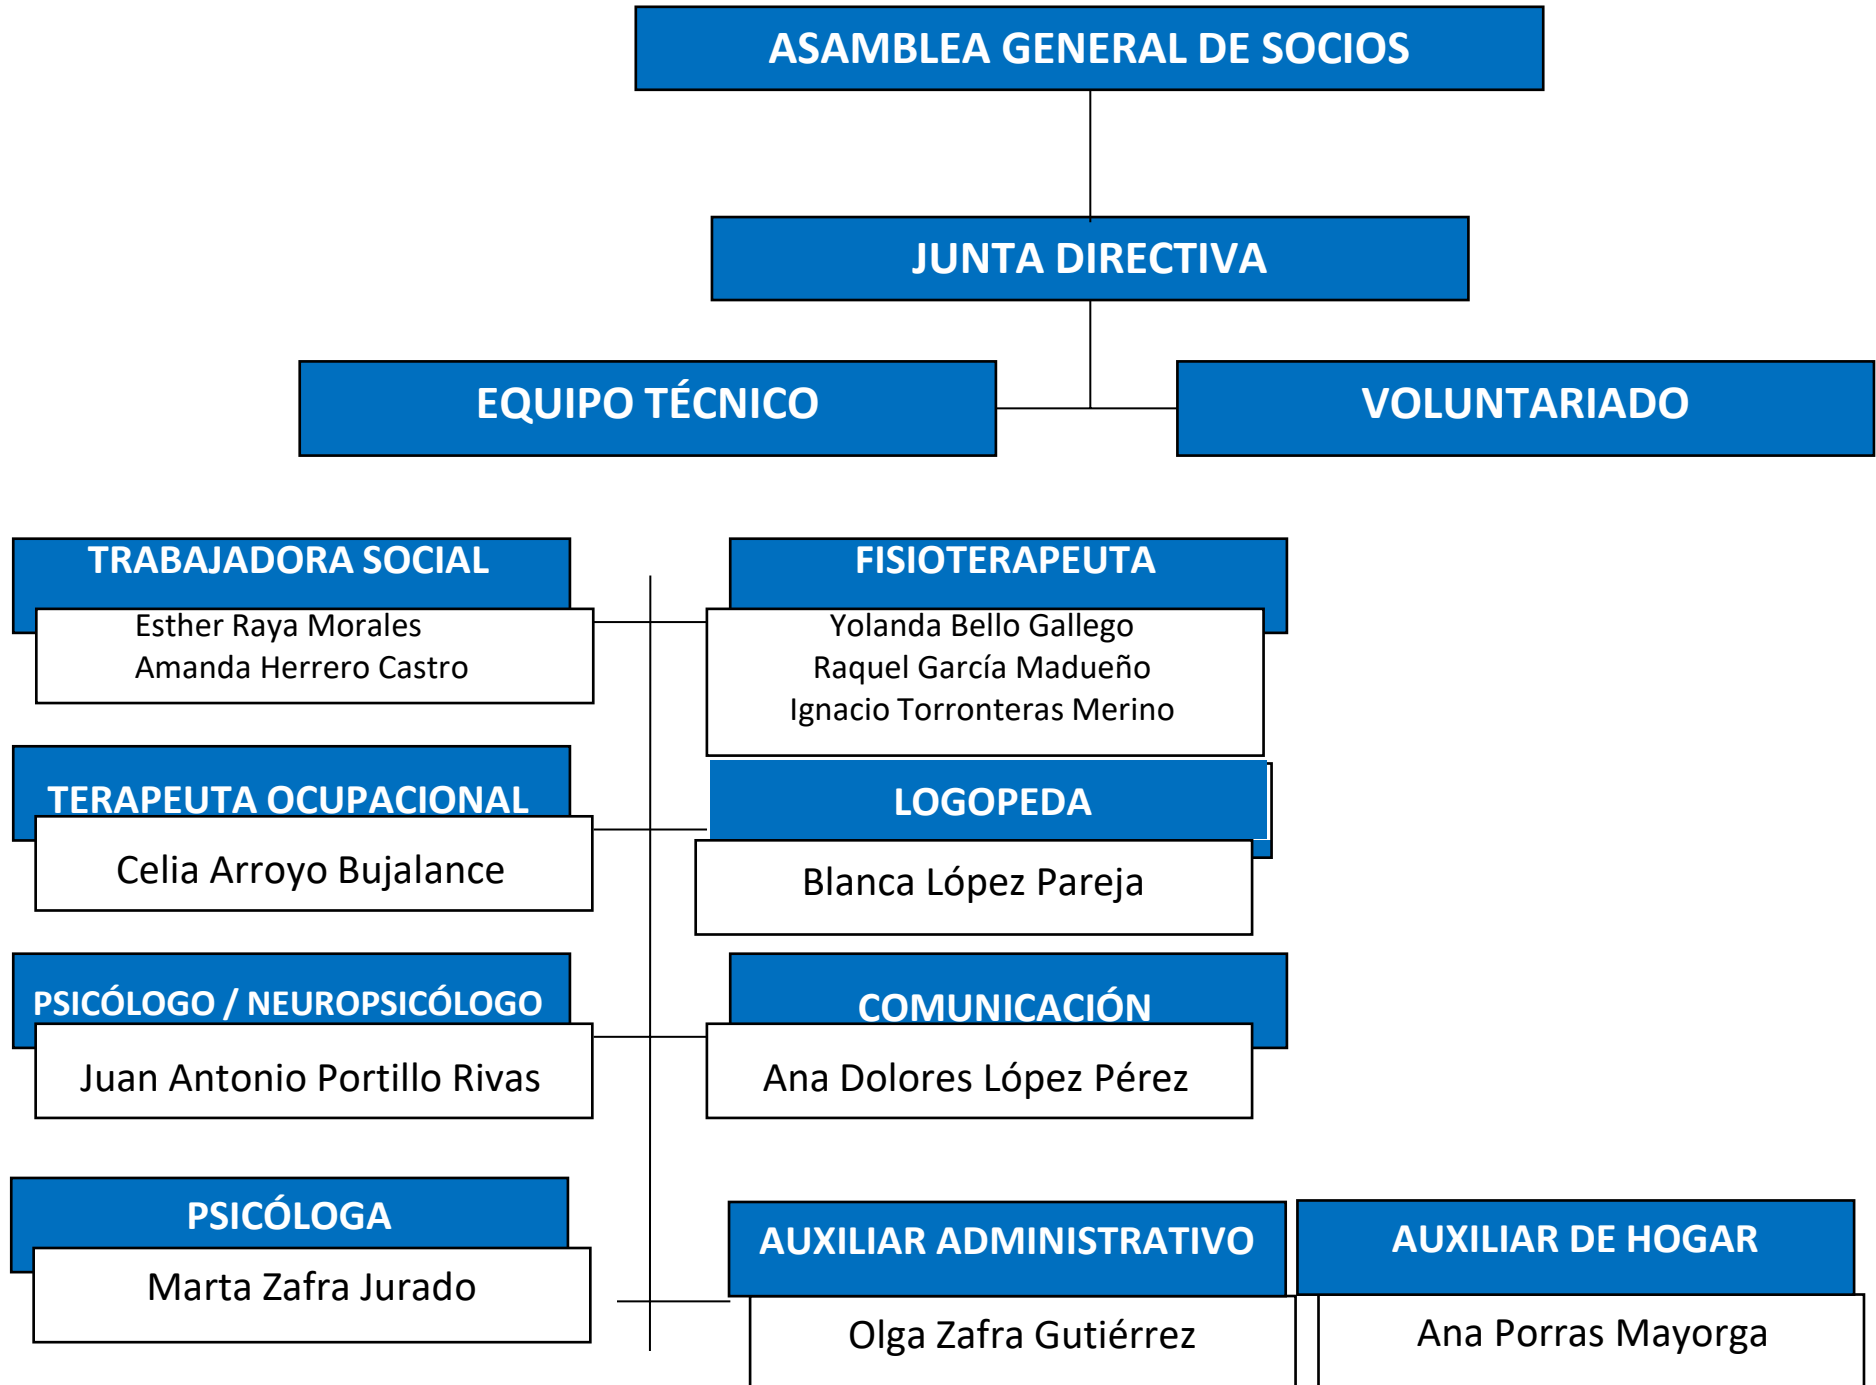 ASAMBLEA GENERAL DE SOCIOS
JUNTA DIRECTIVA
EQUIPO TÉCNICO
VOLUNTARIADO
TRABAJADORA SOCIAL
Esther Raya Morales
Amanda Herrero Castro
FISIOTERAPEUTA
Yolanda Bello Gallego
Raquel García Madueño
Ignacio Torronteras Merino
TERAPEUTA OCUPACIONAL
Celia Arroyo Bujalance
LOGOPEDA
Blanca López Pareja
PSICÓLOGO / NEUROPSICÓLOGO
Juan Antonio Portillo Rivas
COMUNICACIÓN
Ana Dolores López Pérez
PSICÓLOGA
Marta Zafra Jurado
AUXILIAR ADMINISTRATIVO
Olga Zafra Gutiérrez
AUXILIAR DE HOGAR
Ana Porras Mayorga